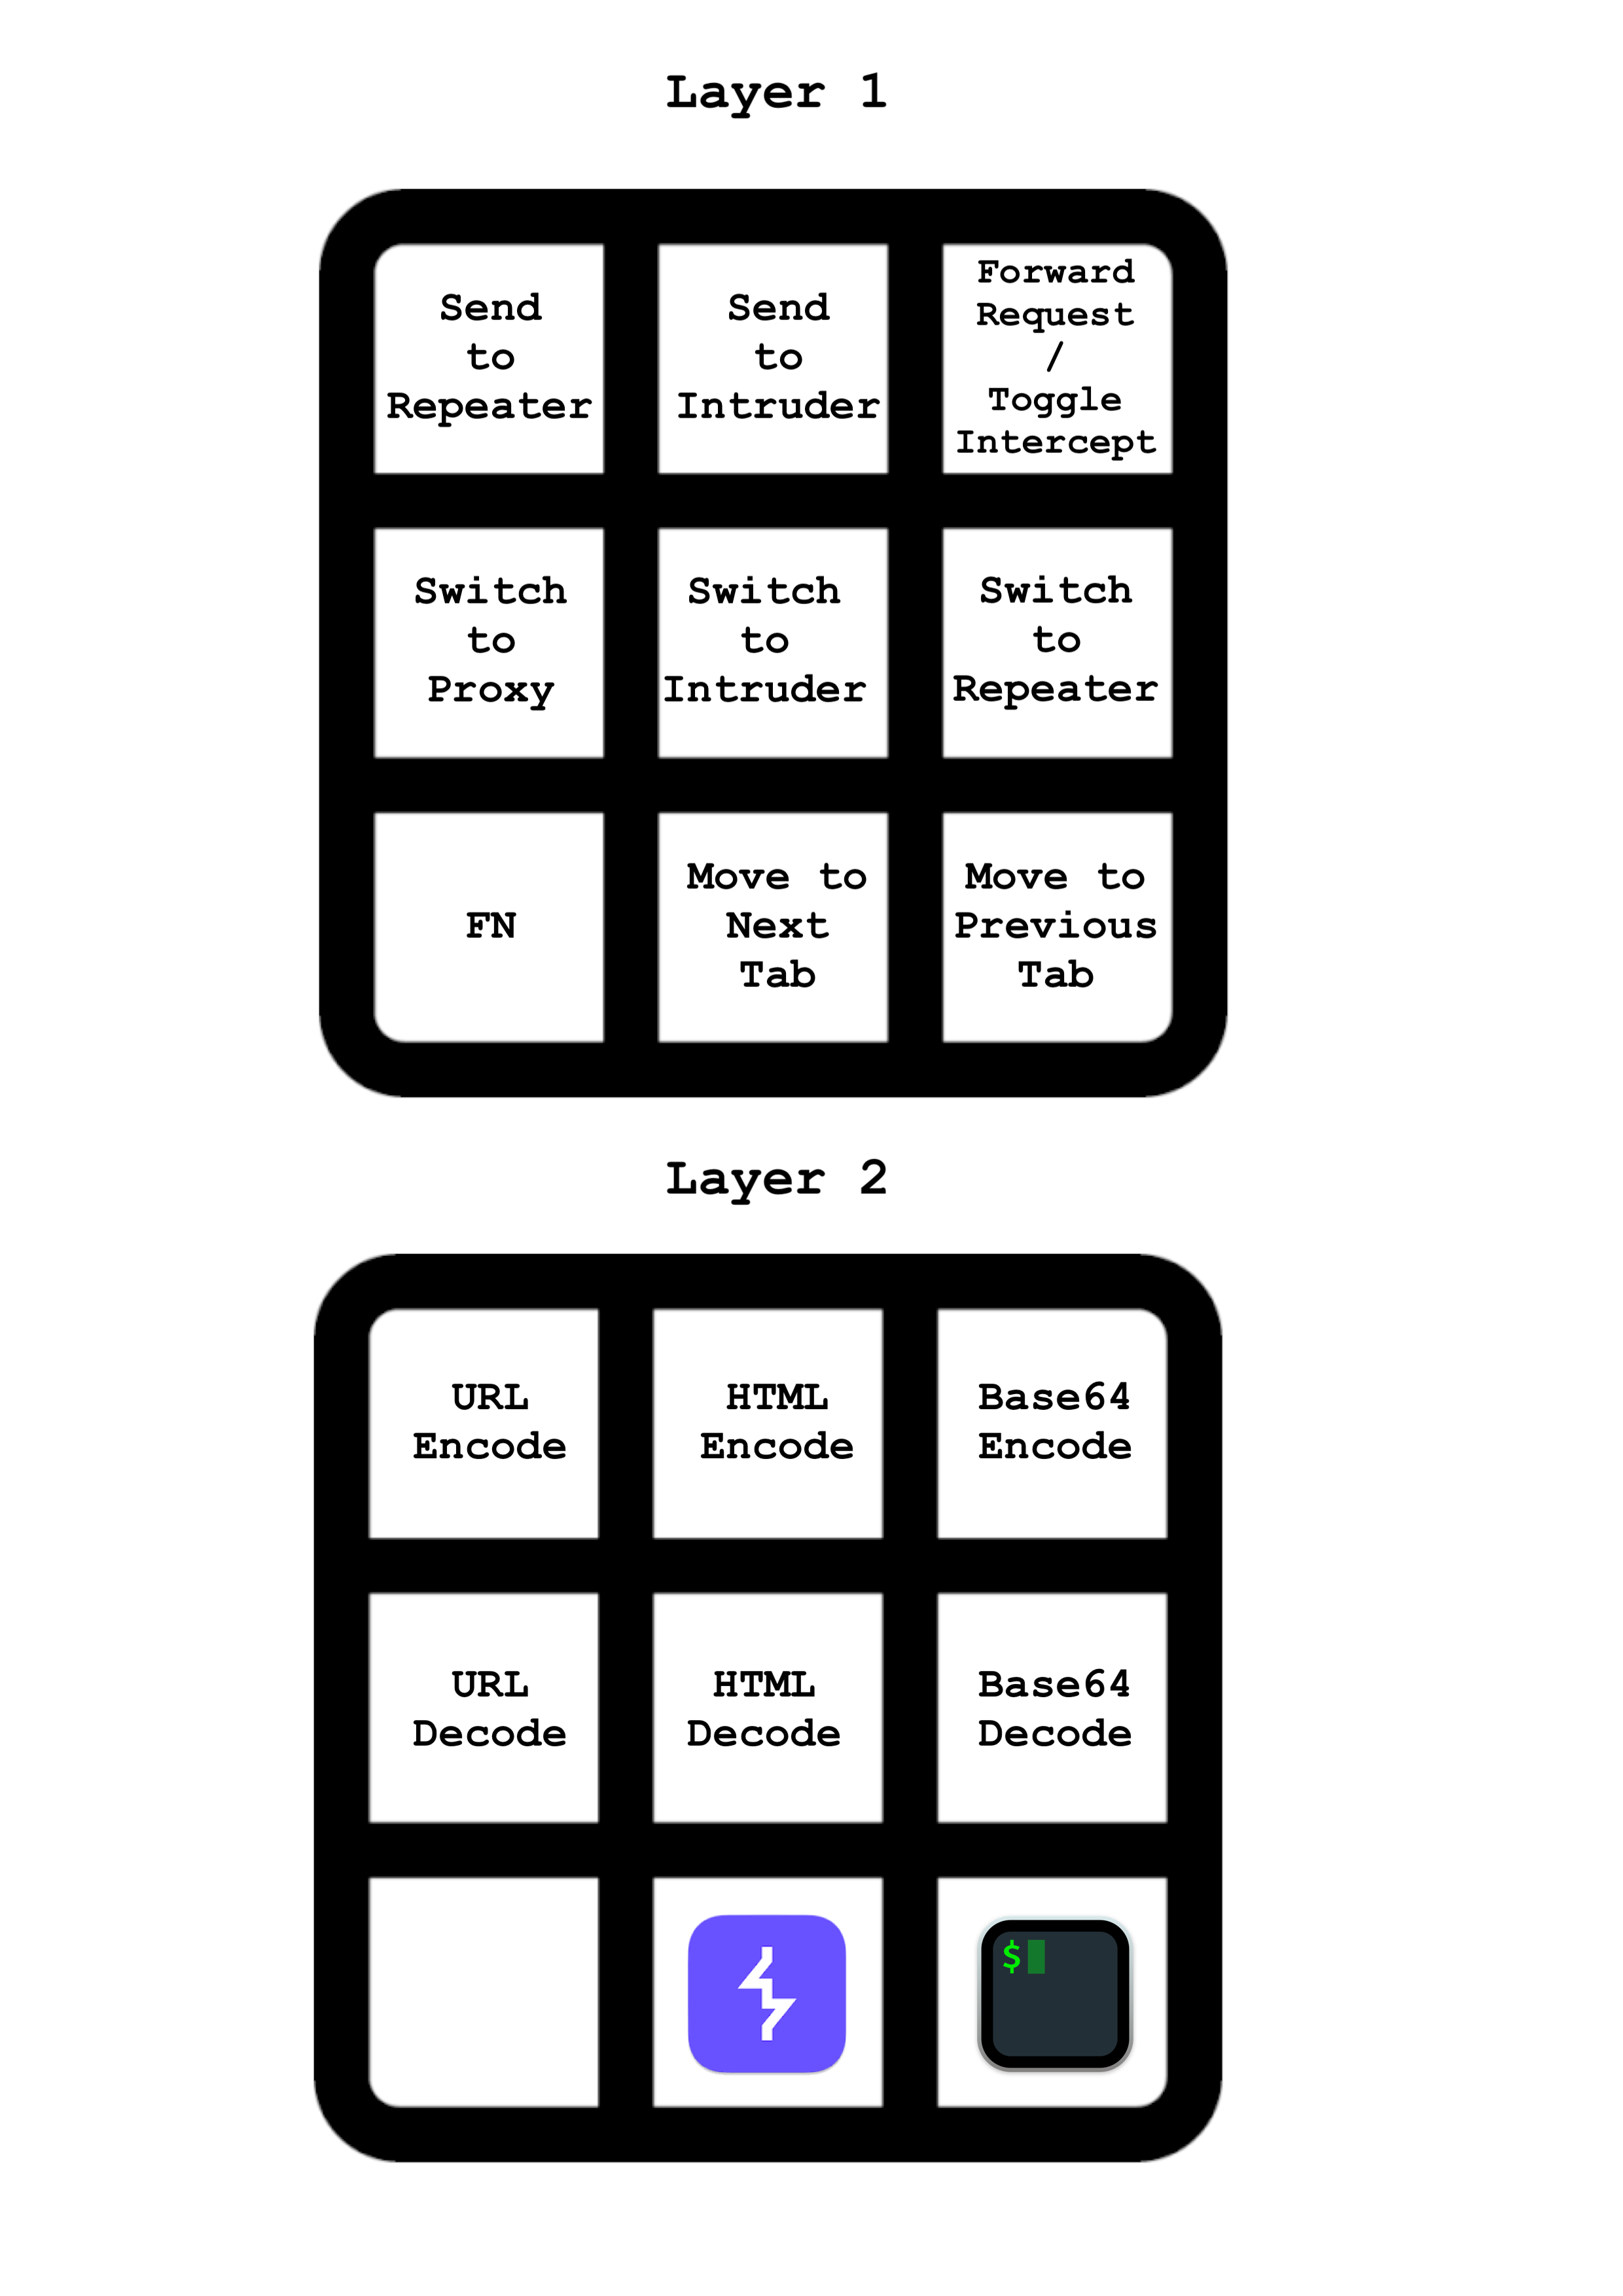 Layer 1
Send
to
Repeater
Send
to
Intruder
Forward
Request
/
Toggle
Intercept
Switch
to
Proxy
Switch
to
Intruder
Switch
to
Repeater
FN
Move to
Next
Tab
Move to
Previous
Tab
Layer 2
URL
Encode
HTML
Encode
Base64
Encode
URL
Decode
HTML
Decode
Base64
Decode
$